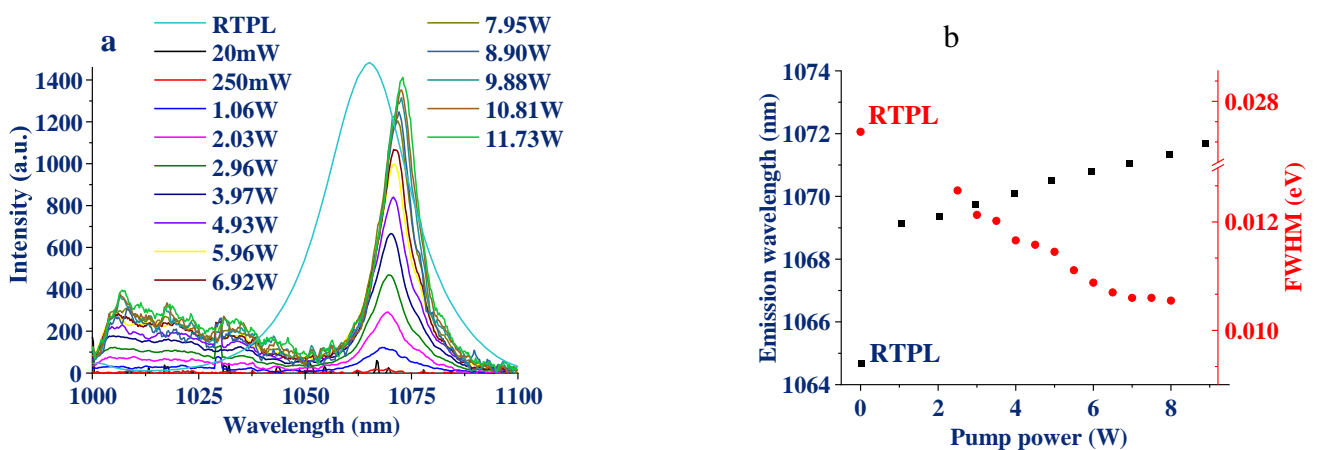 a
RTPL
20mW
250mW
1.06W
2.03W
2.96W
3.97W
4.93W
5.96W
6.92W
7.95W
8.90W
9.88W
10.81W
11.73W
Intensity (a.u.)
1400
1200
1000
800
600
400
200
0
1000 1025 1050 1075 1100
Wavelength (nm)
b
Emission wavelength (nm)
1074
1072
1070
1068
1066
1064
RTPL
RTPL
0.028
0.012
0.010
FWHM (eV)
0 2 4 6 8
Pump power (W)